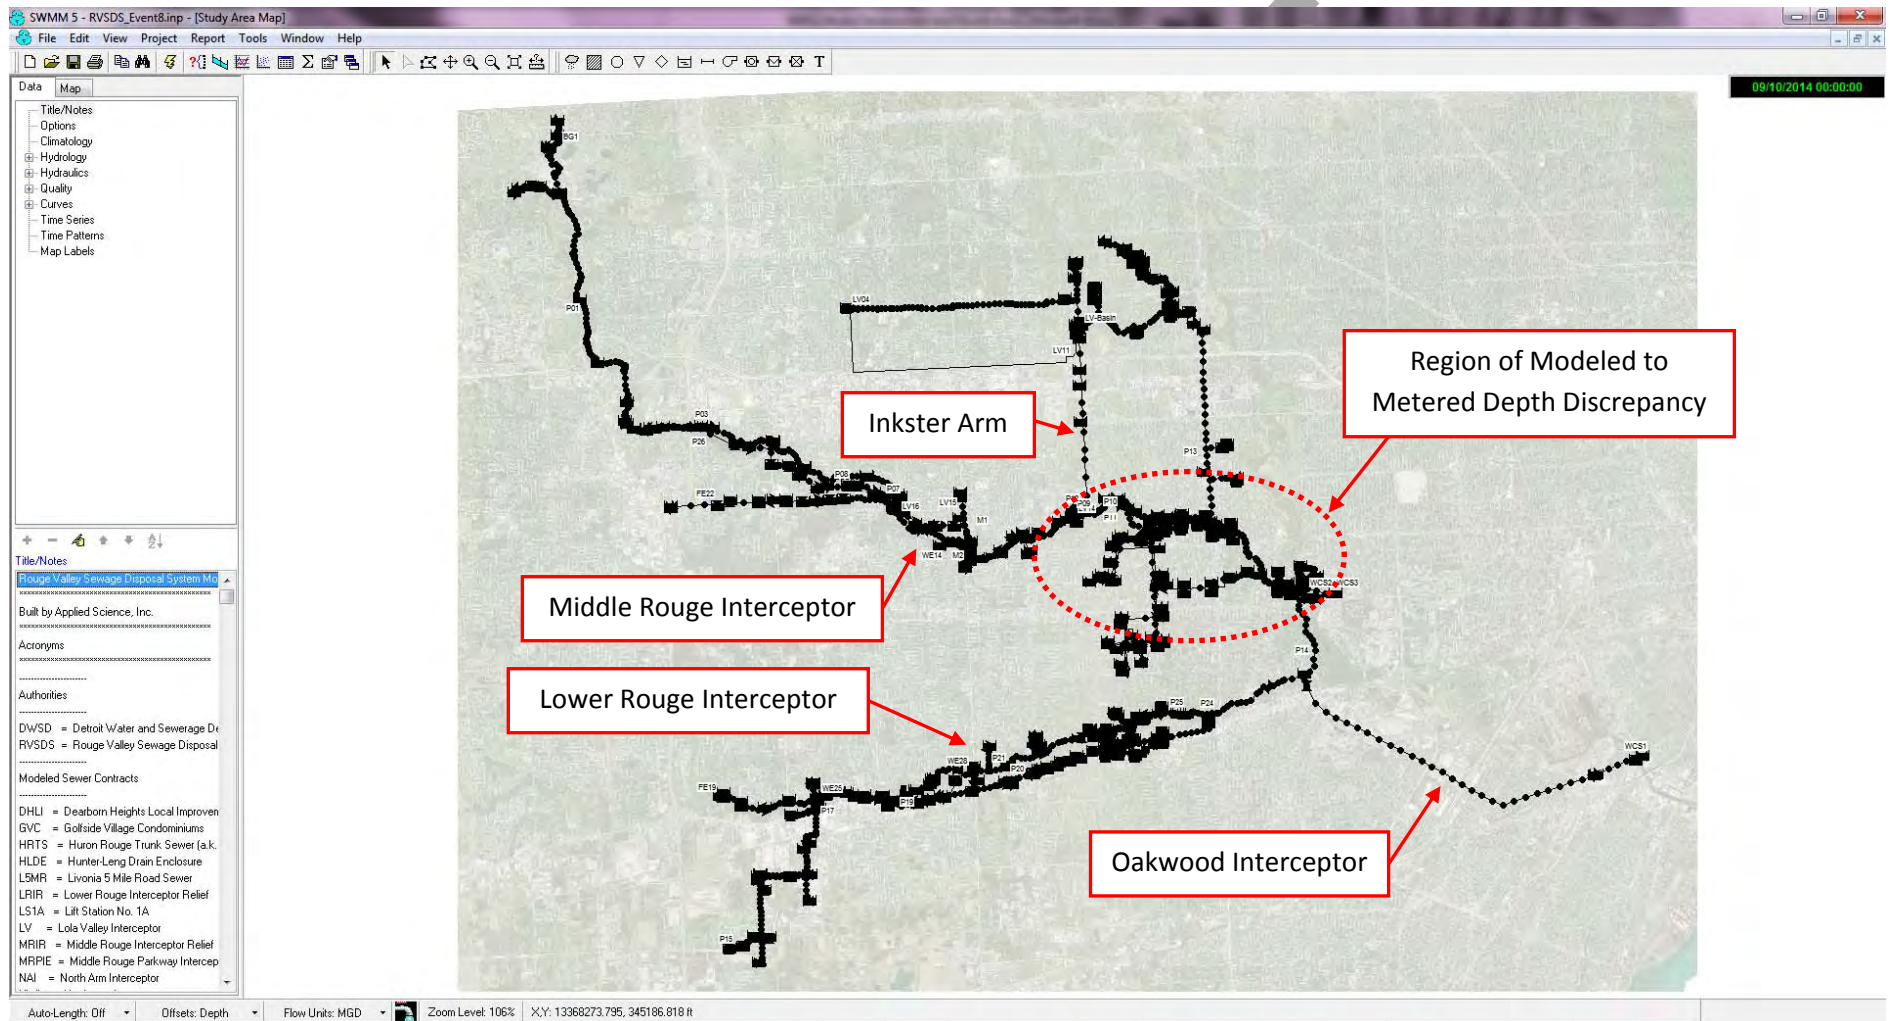 SWMM 5 - RVSDS_Event8.inp - [Study Area Map]
File Edit View Project Report Tools Window Help
Data Map
09/10/2014 00:00:00
Title/Notes
Options
Climatology
Hydrology
Hydraulics
Quality
Curves
Time Series
Time Patterns
Map Labels
BG1
P01
LV04
LV-Basin
LV11
Region of Modeled to
Metered Depth Discrepancy
Inkster Arm
P03
P26
P13
P08
FE22
P07
LV16
LV15
M1
P09
P10
P11
WE14
M2
WCS2
WCS3
Middle Rouge Interceptor
P14
Lower Rouge Interceptor
P25
P24
WCS1
WE28
P21
P20
FE19
WE25
P19
P17
Oakwood Interceptor
P15
Title/Notes
Rouge Valley Sewage Disposal System Mo
Built by Applied Science, Inc.
Acronyms
Authorities
DWSD = Detroit Water and Sewerage De
RVSDS = Rouge Valley Sewage Disposal
Modeled Sewer Contracts
DHLI = Dearborn Heights Local Improven
GVC = Golfside Village Condominiums
HRTS = Huron Rouge Trunk Sewer (a.k.
HLDE = Hunter-Leng Drain Enclosure
L5MR = Livonia 5 Mile Road Sewer
LRIR = Lower Rouge Interceptor Relief
LS1A = Lift Station No. 1A
LV = Lola Valley Interceptor
MRIR = Middle Rouge Interceptor Relief
MRPIE = Middle Rouge Parkway Intercep
NAI = North Arm Interceptor
Auto-Length: Off Offsets: Depth Flow Units: MGD Zoom Level: 106% X,Y: 13368273.795, 345186.818 ft